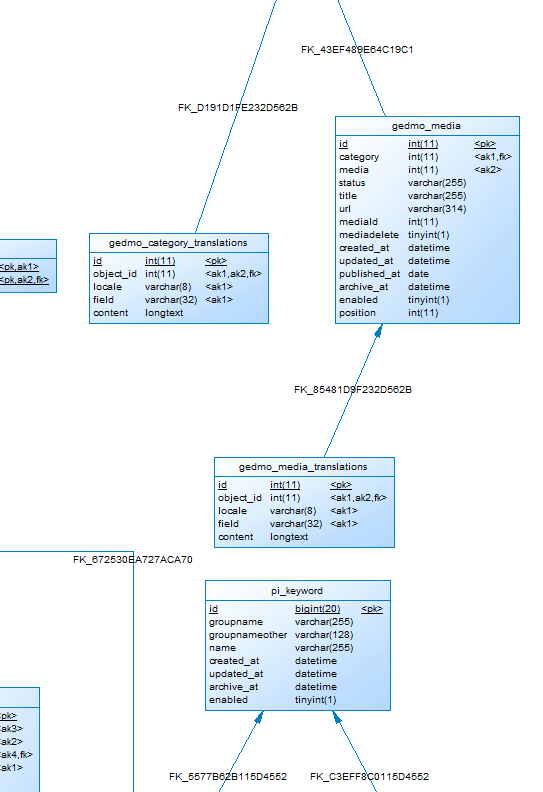 FK_43EF489E64C19C1
FK_D191D1FE232D562B
gedmo_media
id int(11) <pk>
category int(11) <ak1,fk>
media int(11) <ak2>
status varchar(255)
title varchar(255)
url varchar(314)
mediaId int(11)
mediadelete tinyint(1)
created_at datetime
updated_at datetime
published_at date
archive_at datetime
enabled tinyint(1)
position int(11)
gedmo_category_translations
id int(11) <pk>
object_id int(11) <ak1,ak2,fk>
locale varchar(8) <ak1>
field varchar(32) <ak1>
content longtext
<pk,ak1>
<pk,ak2,fk>
FK_85481D9F232D562B
gedmo_media_translations
id int(11) <pk>
object_id int(11) <ak1,ak2,fk>
locale varchar(8) <ak1>
field varchar(32) <ak1>
content longtext
FK_672530EA727ACA70
pi_keyword
id bigint(20) <pk>
groupname varchar(255)
groupnameother varchar(128)
name varchar(255)
created_at datetime
updated_at datetime
archive_at datetime
enabled tinyint(1)
<pk>
<ak3>
<ak2>
<ak4,fk>
<ak1>
FK_5577B62B115D4552
FK_C3EFF8C0115D4552